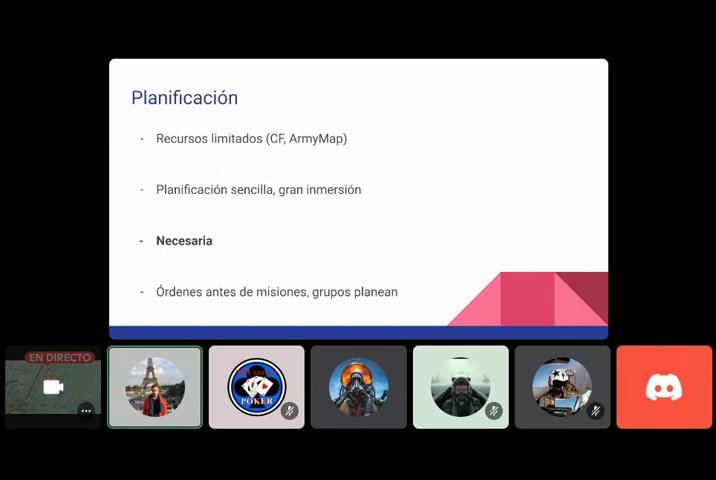 Planificación
- Recursos limitados (CF, ArmyMap)
- Planificación sencilla, gran inmersión
- Necesaria
- Órdenes antes de misiones, grupos planean
EN DIRECTO
POKER